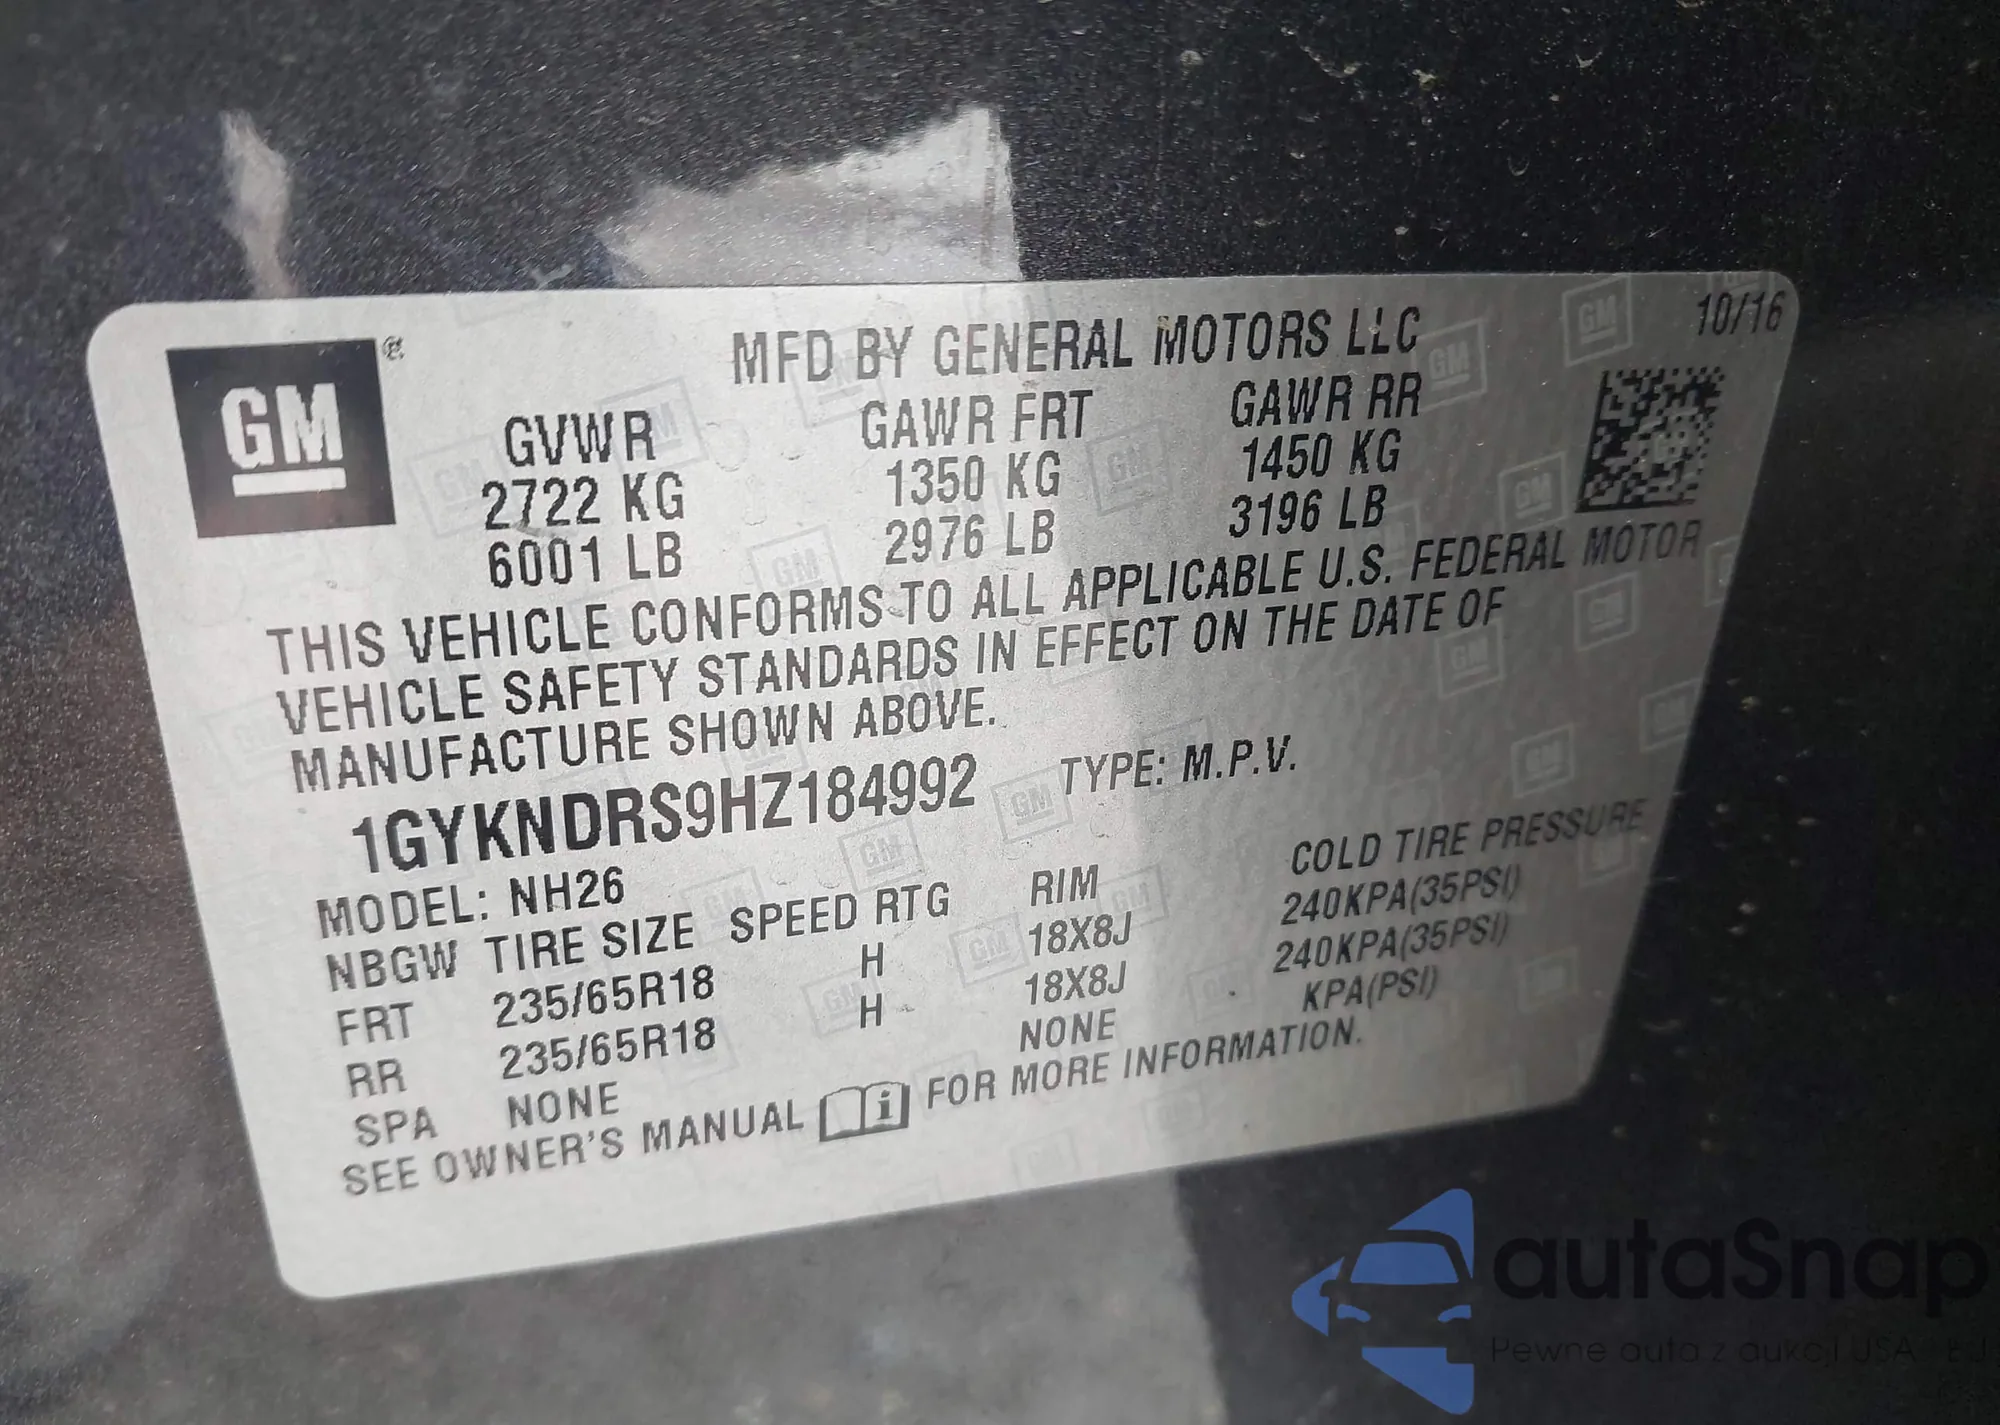 MFD BY GENERAL MOTORS LLC 10/16
GM ®
GVWR GAWR FRT GAWR RR
2722 KG 1350 KG 1450 KG
6001 LB 2976 LB 3196 LB
THIS VEHICLE CONFORMS TO ALL APPLICABLE U.S. FEDERAL MOTOR
VEHICLE SAFETY STANDARDS IN EFFECT ON THE DATE OF
MANUFACTURE SHOWN ABOVE.
1GYKNDRS9HZ184992 TYPE: M.P.V.
MODEL: NH26
NBGW TIRE SIZE SPEED RTG RIM COLD TIRE PRESSURE
FRT 235/65R18 H 18X8J 240KPA(35PSI)
RR 235/65R18 H 18X8J 240KPA(35PSI)
SPA NONE NONE KPA(PSI)
SEE OWNER'S MANUAL i FOR MORE INFORMATION.
autaSnap
Pewne auta z aukcji USA